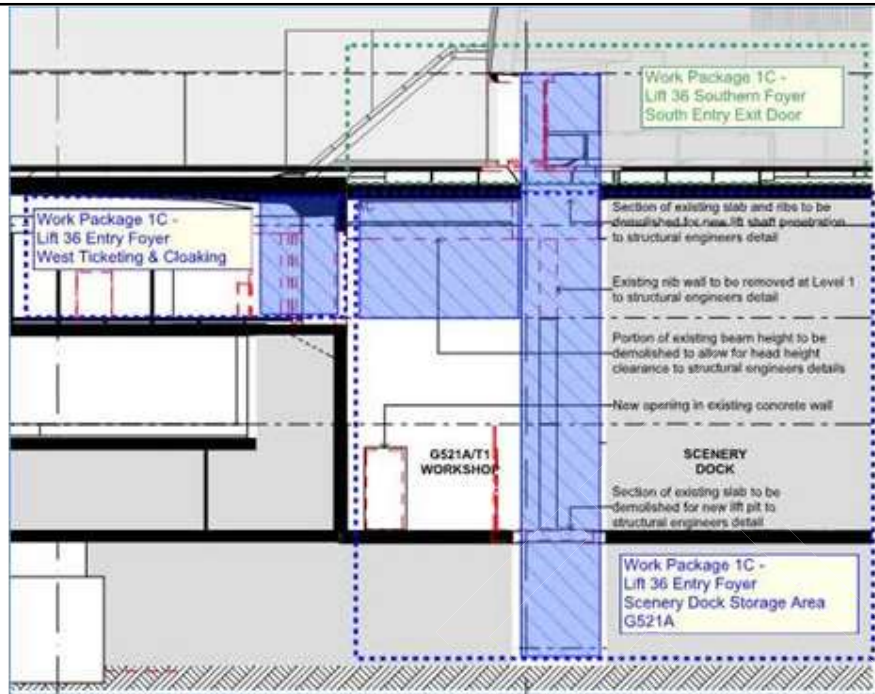 Work Package 1C -
Lift 36 Southern Foyer
South Entry Exit Door
Work Package 1C -
Lift 36 Entry Foyer
West Ticketing & Cloaking
Section of existing slab and ribs to be
demolished for new lift shaft penetration
to structural engineers detail
Existing nib wall to be removed at Level 1
to structural engineers detail
Portion of existing beam height to be
demolished to allow for head height
clearance to structural engineers details
New opening in existing concrete wall
G521A/T1
WORKSHOP
SCENERY
DOCK
Section of existing slab to be
demolished for new lift pit to
structural engineers detail
Work Package 1C -
Lift 36 Entry Foyer
Scenery Dock Storage Area
G521A